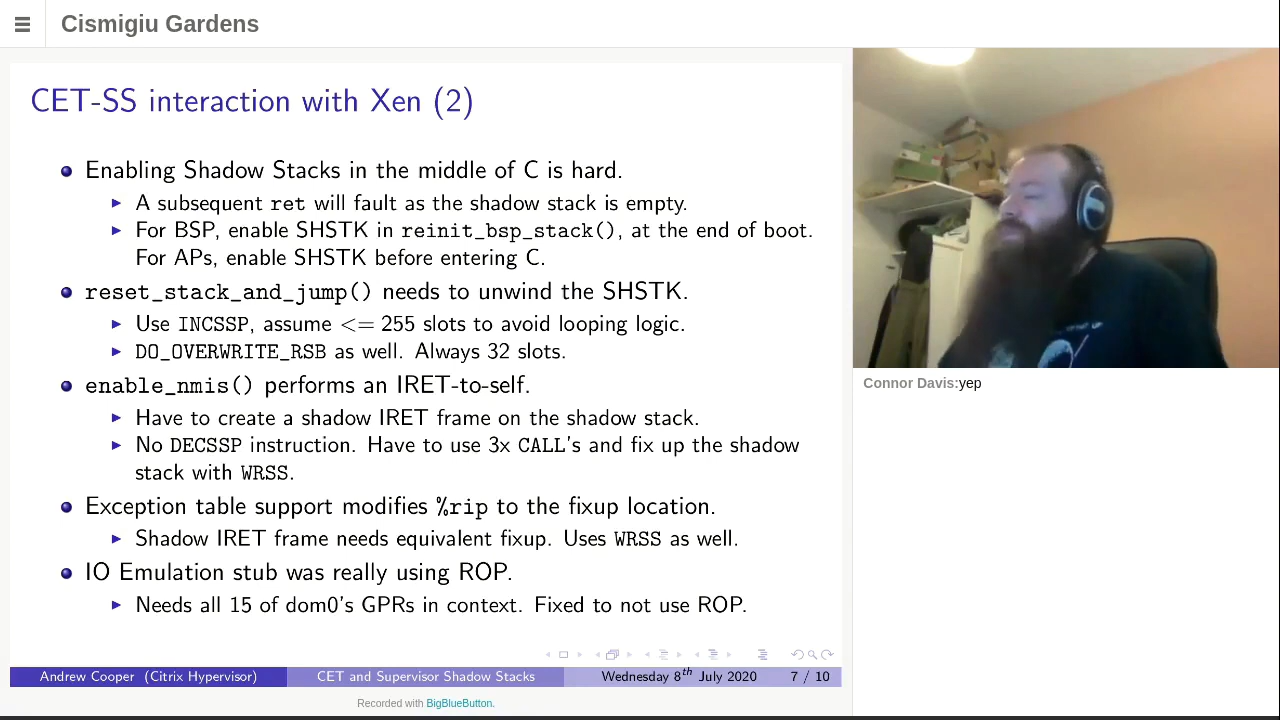 Cismigiu Gardens
CET-SS interaction with Xen (2)
Enabling Shadow Stacks in the middle of C is hard.
A subsequent ret will fault as the shadow stack is empty.
For BSP, enable SHSTK in reinit_bsp_stack(), at the end of boot.
For APs, enable SHSTK before entering C.
reset_stack_and_jump() needs to unwind the SHSTK.
Use INCSSP, assume <= 255 slots to avoid looping logic.
DO_OVERWRITE_RSB as well. Always 32 slots.
enable_nmis() performs an IRET-to-self.
Have to create a shadow IRET frame on the shadow stack.
No DECSSP instruction. Have to use 3x CALL's and fix up the shadow
stack with WRSS.
Exception table support modifies %rip to the fixup location.
Shadow IRET frame needs equivalent fixup. Uses WRSS as well.
IO Emulation stub was really using ROP.
Needs all 15 of dom0's GPRs in context. Fixed to not use ROP.
Andrew Cooper (Citrix Hypervisor) CET and Supervisor Shadow Stacks Wednesday 8th July 2020 7 / 10
Recorded with BigBlueButton.
Connor Davis:yep